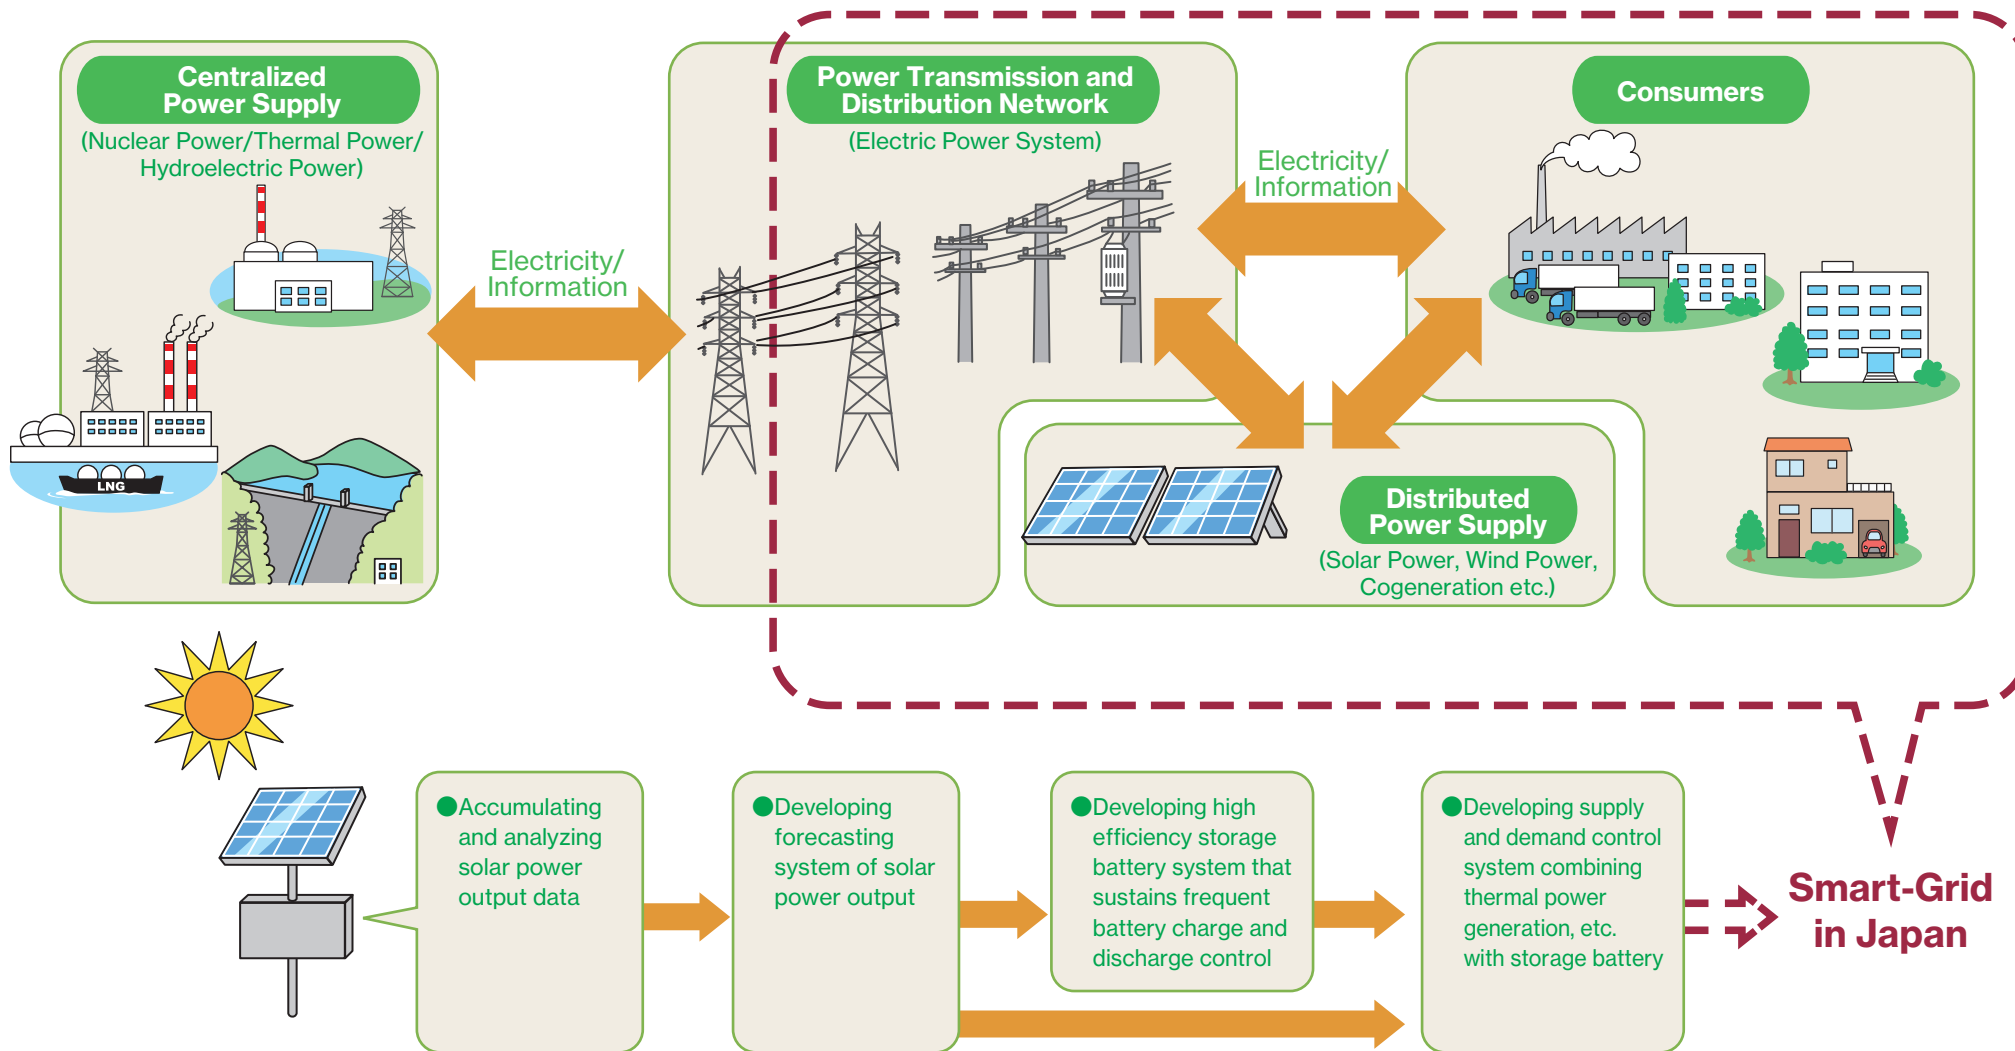 Centralized
Power Supply
(Nuclear Power/Thermal Power/
Hydroelectric Power)
Electricity/
Information
LNG
Power Transmission and
Distribution Network
(Electric Power System)
Electricity/
Information
Consumers
Distributed
Power Supply
(Solar Power, Wind Power,
Cogeneration etc.)
●Accumulating
and analyzing
solar power
output data
●Developing
forecasting
system of solar
power output
●Developing high
efficiency storage
battery system that
sustains frequent
battery charge and
discharge control
●Developing supply
and demand control
system combining
thermal power
generation, etc.
with storage battery
Smart-Grid
in Japan